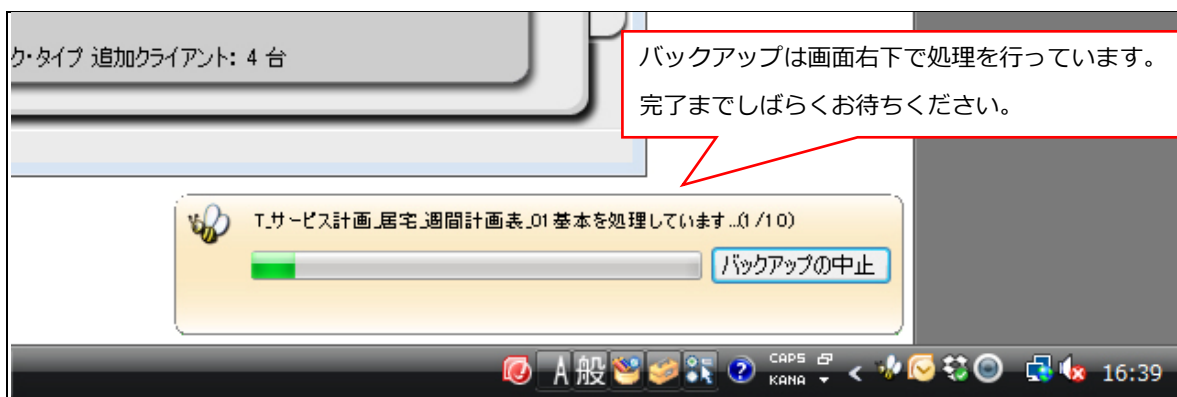 ク・タイプ 追加クライアント: 4 台
バックアップは画面右下で処理を行っています。
完了までしばらくお待ちください。
T_サービス計画_居宅_週間計画表_01基本を処理しています...(1/10)
バックアップの中止
A 般 CAPS KANA 16:39